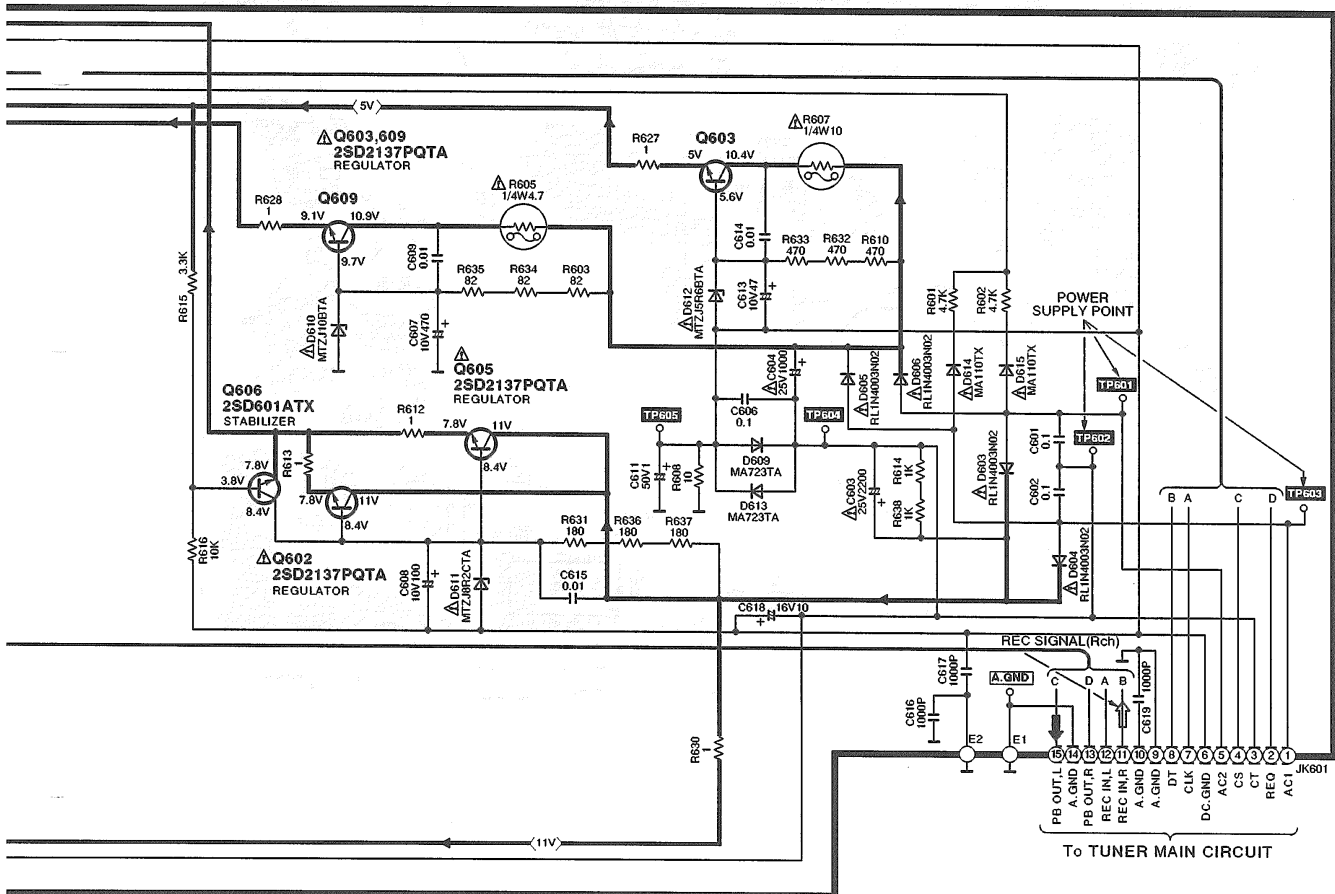 〈5V〉
⚠Q603,609
2SD2137PQTA
REGULATOR
R627
1
Q603
5V
10.4V
5.6V
⚠R607
1/4W10
R628
1
Q609
9.1V
10.9V
9.7V
⚠R605
1/4W4.7
C609
0.01
C614
0.01
R633
470
R632
470
R610
470
R635
82
R634
82
R603
82
R615
3.3K
⚠D610
MTZJ10BTA
C607
10V470
+
⚠D612
MTZJ5R6BTA
C613
10V47
+
R601
4.7K
R602
4.7K
POWER
SUPPLY POINT
⚠
Q605
2SD2137PQTA
REGULATOR
⚠C604
25V1000
+
⚠D605
RL1N4003N02
⚠D606
RL1N4003N02
⚠D614
MA110TX
⚠D615
MA110TX
TP601
Q606
2SD601ATX
STABILIZER
R612
1
7.8V
11V
8.4V
C606
0.1
TP605
TP604
TP602
C601
0.1
7.8V
3.8V
8.4V
R613
1
7.8V
11V
8.4V
C611
50V1
R608
10
D609
MA723TA
D613
MA723TA
⚠C603
25V2200
+
R614
1K
R638
1K
⚠D603
RL1N4003N02
C602
0.1
B A C D
TP603
R616
10K
⚠Q602
2SD2137PQTA
REGULATOR
C608
10V100
+
⚠D611
MTZJ8R2CTA
R631
180
R636
180
R637
180
C615
0.01
⚠D604
RL1N4003N02
C618
16V10
+
REC SIGNAL(Rch)
C617
1000P
C616
1000P
A.GND
C D A B
C619
1000P
R630
1
E2
E1
15 14 13 12 11 10 9 8 7 6 5 4 3 2 1
JK601
PB OUT,L
A.GND
PB OUT,R
REC IN,L
REC IN,R
A.GND
A.GND
DT
CLK
DC.GND
AC2
CS
CT
REQ
AC1
〈11V〉
To TUNER MAIN CIRCUIT